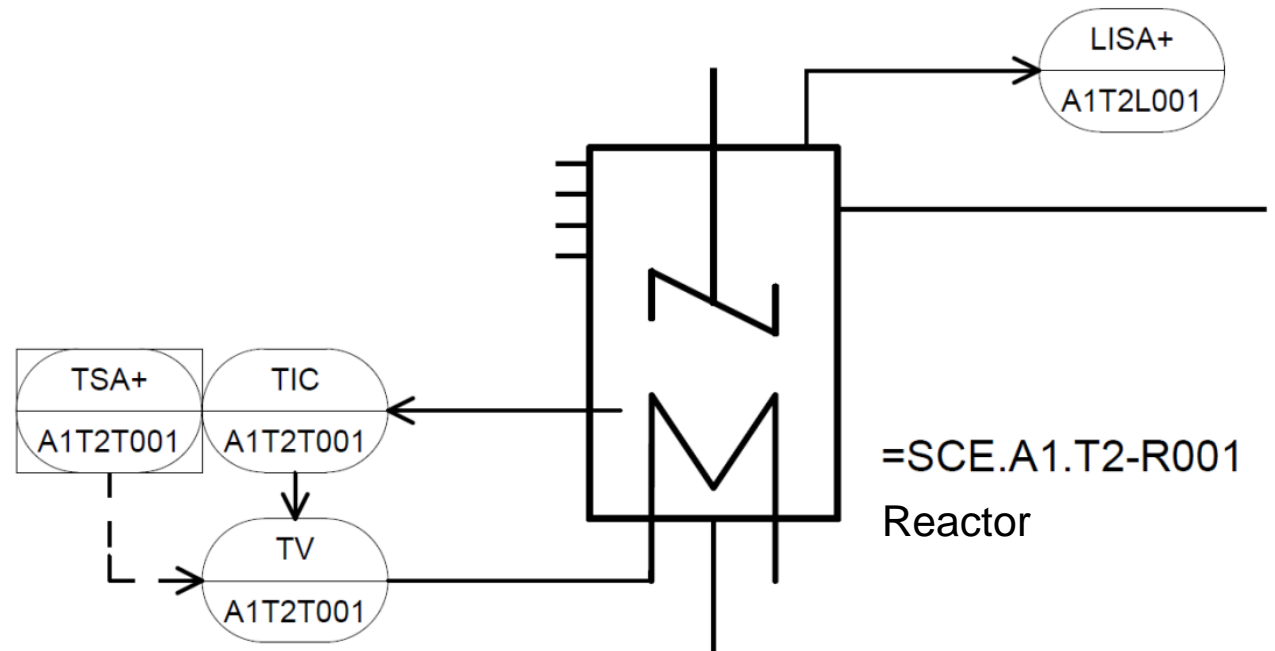 LISA+
A1T2L001
TSA+
A1T2T001
TIC
A1T2T001
=SCE.A1.T2-R001
Reactor
TV
A1T2T001